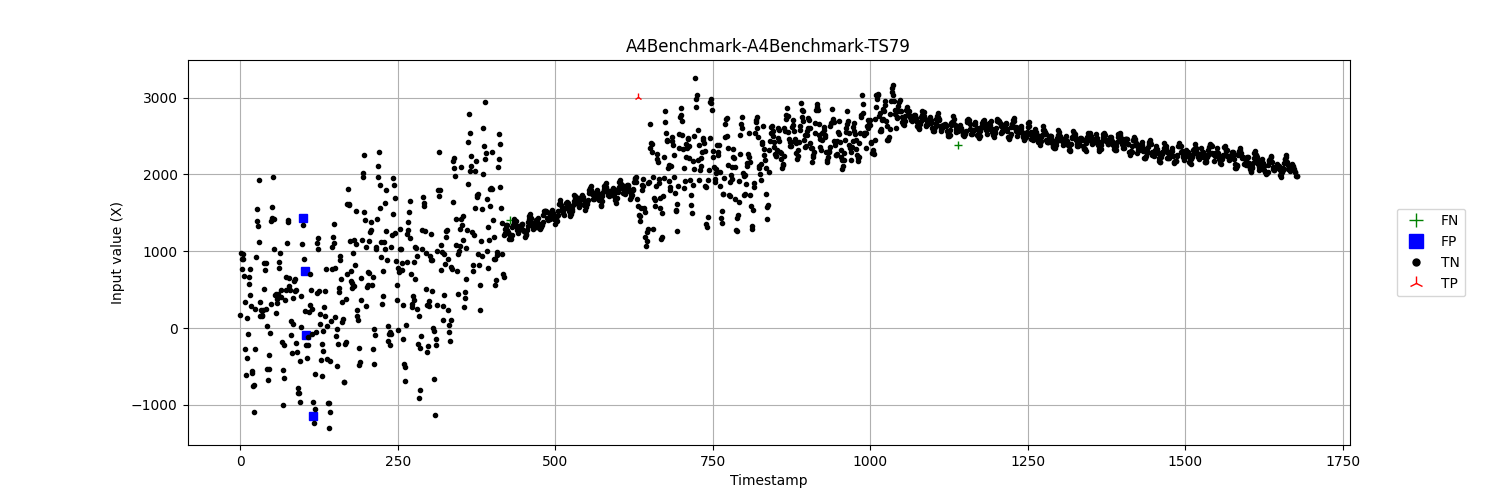 A4Benchmark-A4Benchmark-TS79
Input value (X)
3000
2000
1000
0
−1000
0 250 500 750 1000 1250 1500 1750
Timestamp
FN
FP
TN
TP